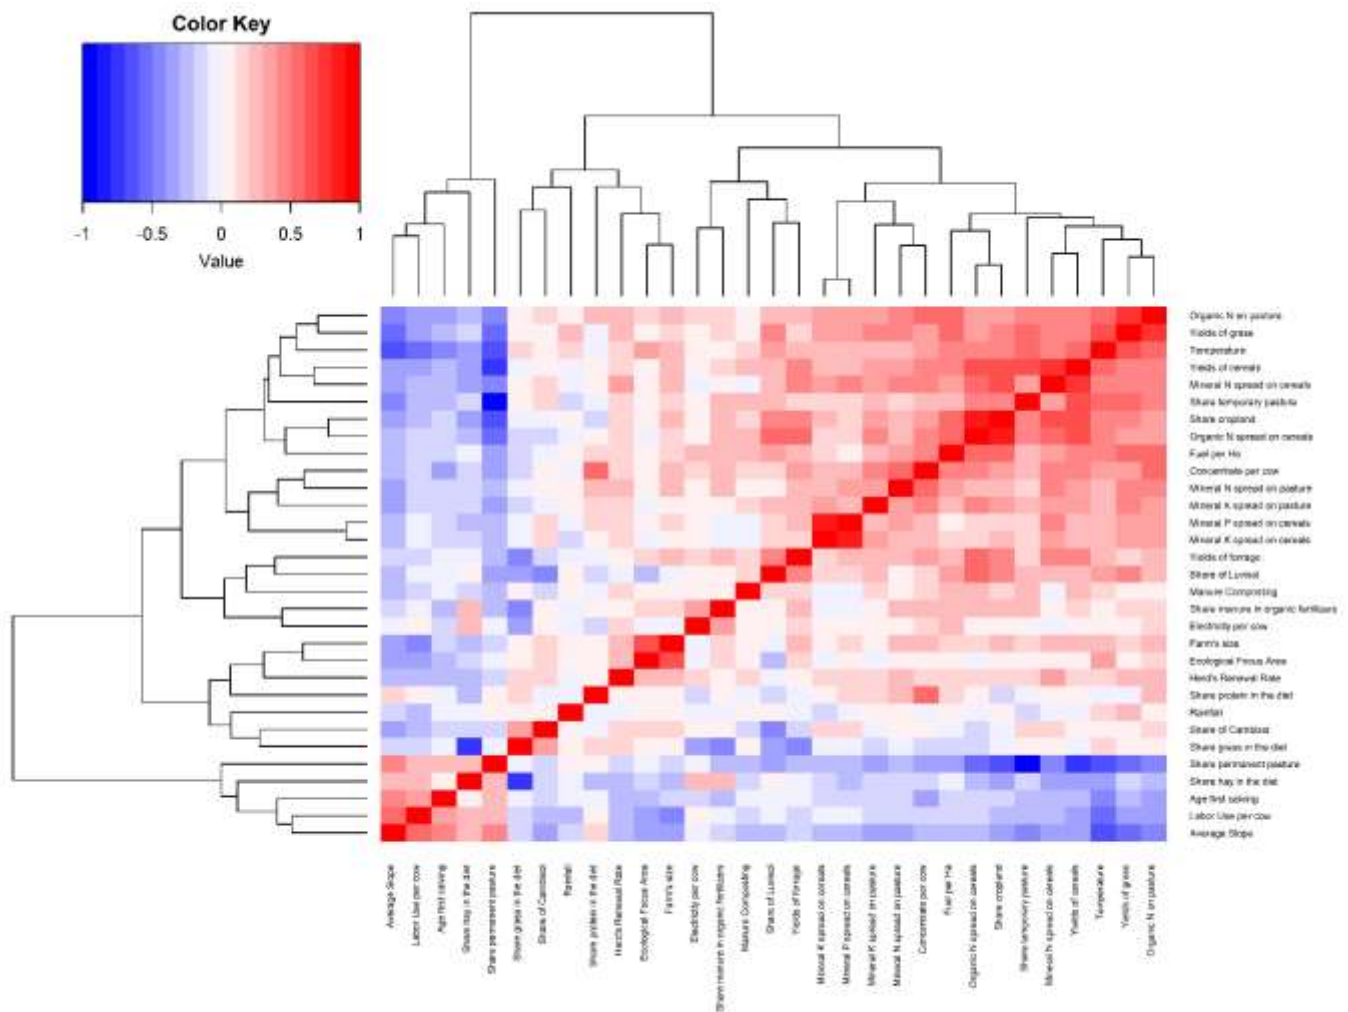 Color Key
-1 -0.5 0 0.5 1
Value
Organic N on pasture
Yields of grass
Temperature
Yields of cereals
Mineral N spread on cereals
Share temporary pasture
Share cropland
Organic N spread on cereals
Fuel per Ha
Concentrate per cow
Mineral N spread on pasture
Mineral K spread on pasture
Mineral P spread on cereals
Mineral K spread on cereals
Yields of forrage
Share of Luvisol
Manure Composting
Share manure in organic fertilizers
Electricity per cow
Farm's size
Ecological Focus Area
Herd's Renewal Rate
Share protein in the diet
Rainfall
Share of Cambisol
Share grass in the diet
Share permanent pasture
Share hay in the diet
Age first calving
Labor Use per cow
Average Slope
Average Slope
Labor Use per cow
Age first calving
Share hay in the diet
Share permanent pasture
Share grass in the diet
Share of Cambisol
Rainfall
Share protein in the diet
Herd's Renewal Rate
Ecological Focus Area
Farm's size
Electricity per cow
Share manure in organic fertilizers
Manure Composting
Share of Luvisol
Yields of forrage
Mineral K spread on cereals
Mineral P spread on cereals
Mineral K spread on pasture
Mineral N spread on pasture
Concentrate per cow
Fuel per Ha
Organic N spread on cereals
Share cropland
Share temporary pasture
Mineral N spread on cereals
Yields of cereals
Temperature
Yields of grass
Organic N on pasture